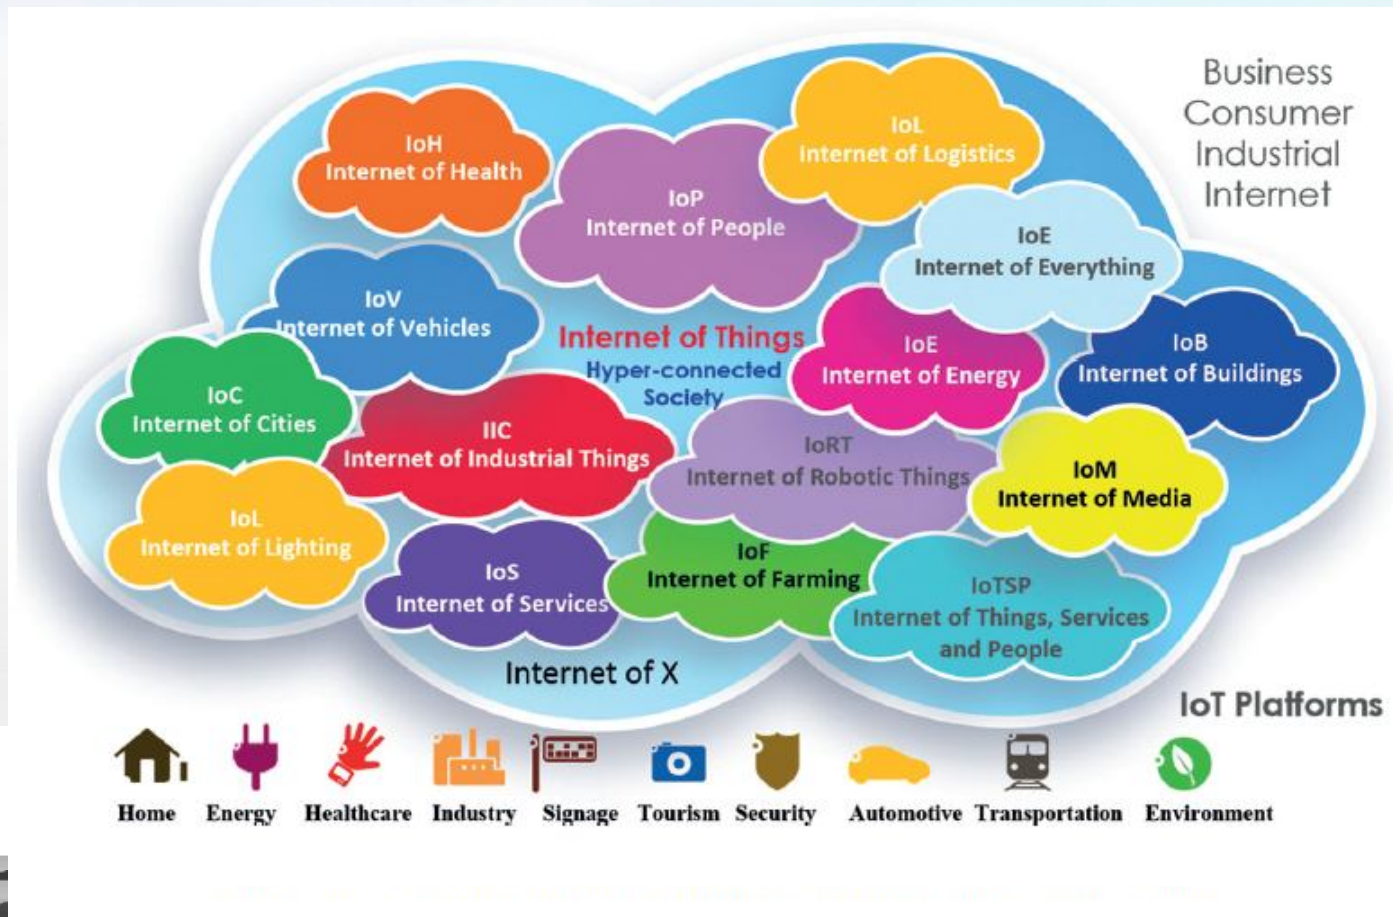 Business
Consumer
Industrial
Internet
IoH
Internet of Health
IoP
Internet of People
IoL
Internet of Logistics
IoE
Internet of Everything
IoV
Internet of Vehicles
Internet of Things
Hyper-connected
Society
IoE
Internet of Energy
IoB
Internet of Buildings
IoC
Internet of Cities
IIC
Internet of Industrial Things
IoRT
Internet of Robotic Things
IoM
Internet of Media
IoL
Internet of Lighting
IoS
Internet of Services
IoF
Internet of Farming
IoTSP
Internet of Things, Services
and People
Internet of X
IoT Platforms
Home Energy Healthcare Industry Signage Tourism Security Automotive Transportation Environment